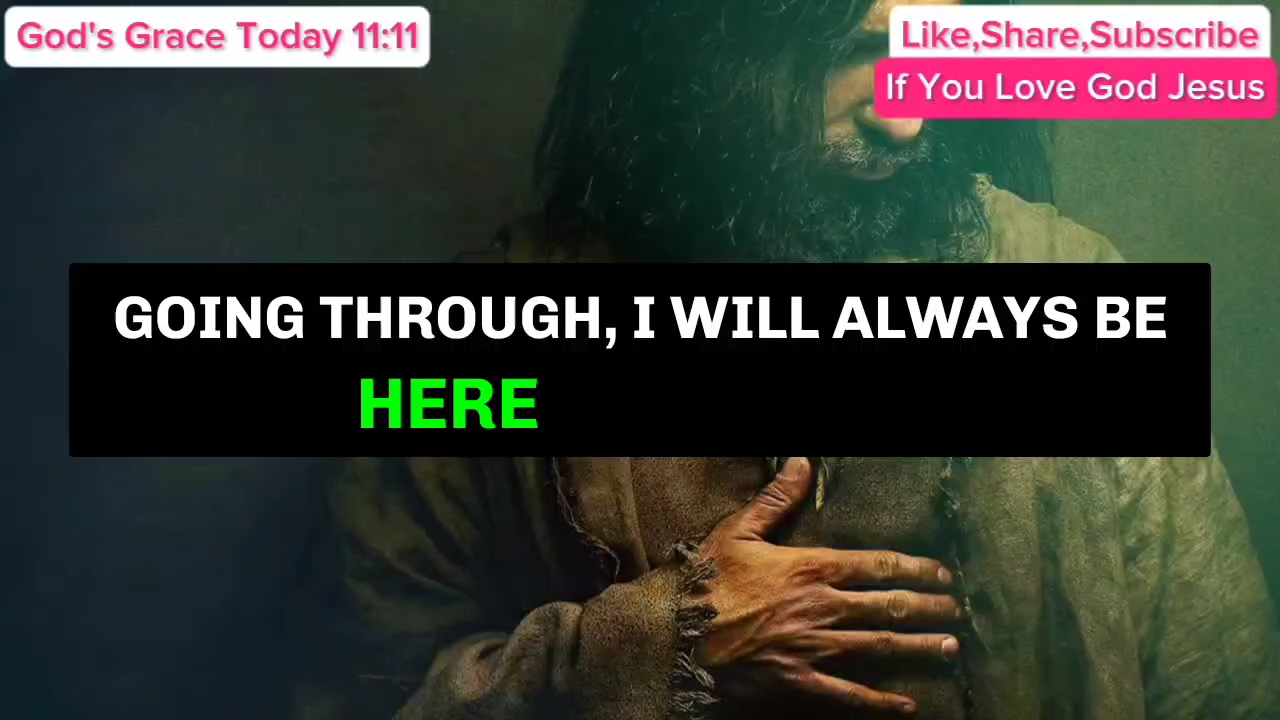 God's Grace Today 11:11
Like,Share,Subscribe
If You Love God Jesus
GOING THROUGH, I WILL ALWAYS BE
HERE